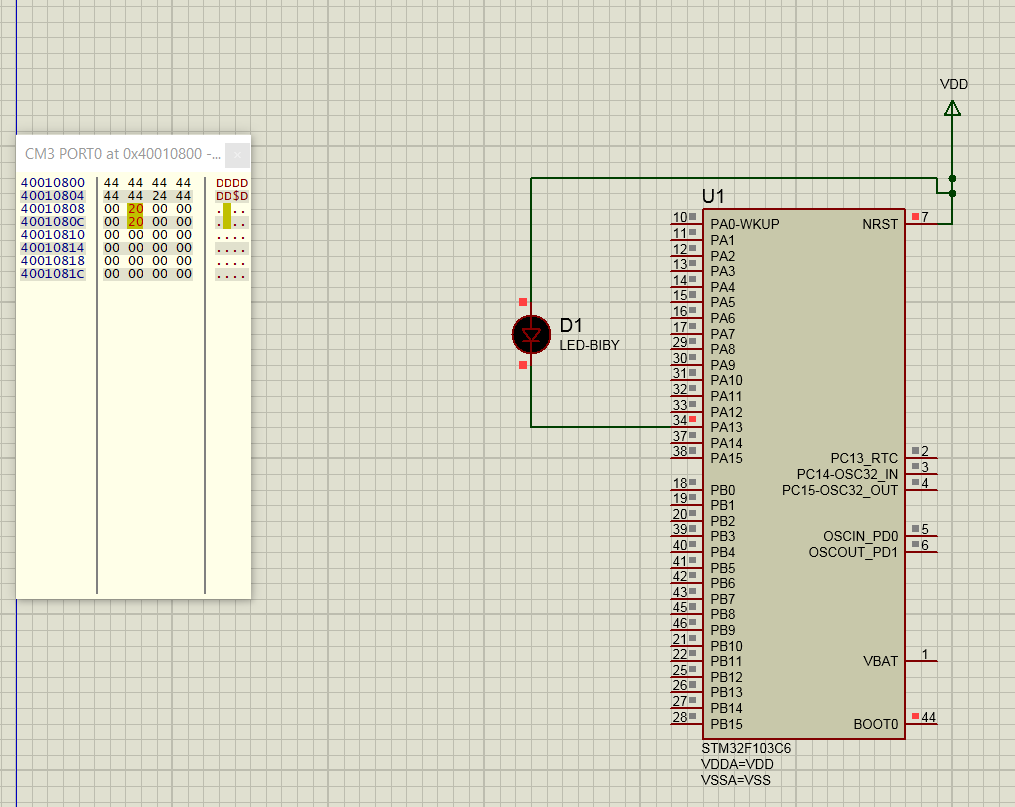 VDD
CM3 PORT0 at 0x40010800 -...
40010800 44 44 44 44 DDDD
40010804 44 44 24 44 DD$D
40010808 00 20 00 00 . ..
4001080C 00 20 00 00 . ..
40010810 00 00 00 00 ....
40010814 00 00 00 00 ....
40010818 00 00 00 00 ....
4001081C 00 00 00 00 ....
U1
10 PA0-WKUP NRST 7
11 PA1
12 PA2
13 PA3
14 PA4
15 PA5
16 PA6
17 PA7
29 PA8
30 PA9
31 PA10
32 PA11
33 PA12
34 PA13
37 PA14
38 PA15 PC13_RTC 2
PC14-OSC32_IN 3
18 PB0 PC15-OSC32_OUT 4
19 PB1
20 PB2
39 PB3 OSCIN_PD0 5
40 PB4 OSCOUT_PD1 6
41 PB5
42 PB6
43 PB7
45 PB8
46 PB9
21 PB10
22 PB11 VBAT 1
25 PB12
26 PB13
27 PB14
28 PB15 BOOT0 44
STM32F103C6
VDDA=VDD
VSSA=VSS
D1
LED-BIBY